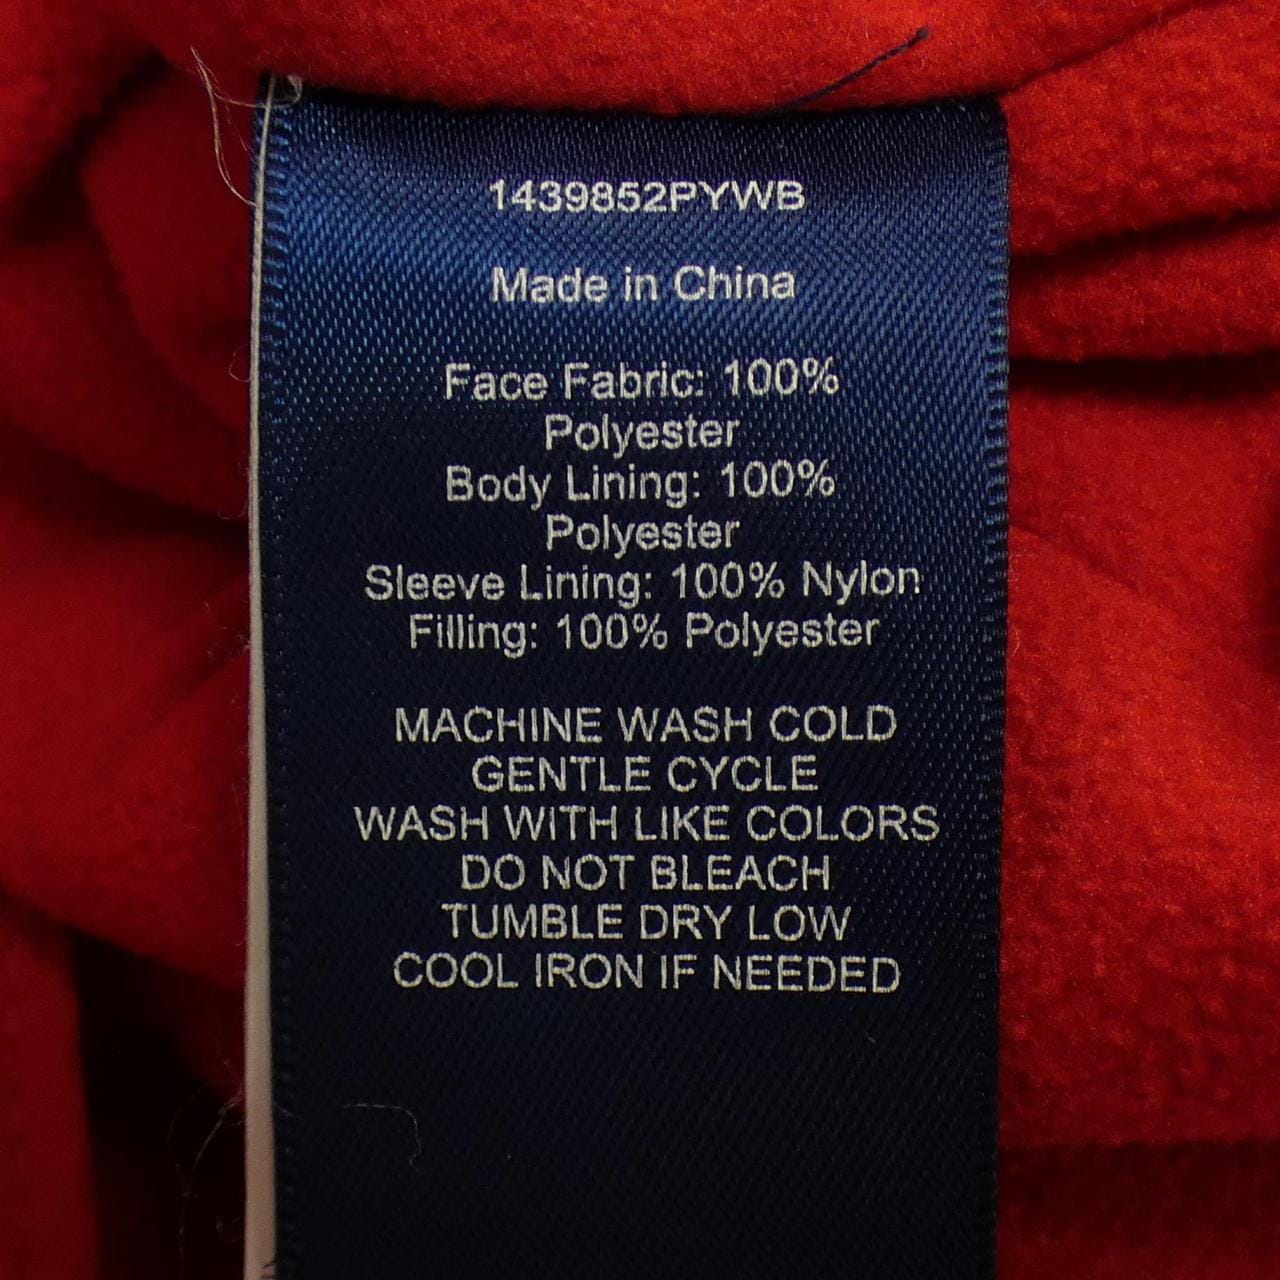 1439852PYWB
Made in China
Face Fabric: 100%
Polyester
Body Lining: 100%
Polyester
Sleeve Lining: 100% Nylon
Filling: 100% Polyester
MACHINE WASH COLD
GENTLE CYCLE
WASH WITH LIKE COLORS
DO NOT BLEACH
TUMBLE DRY LOW
COOL IRON IF NEEDED